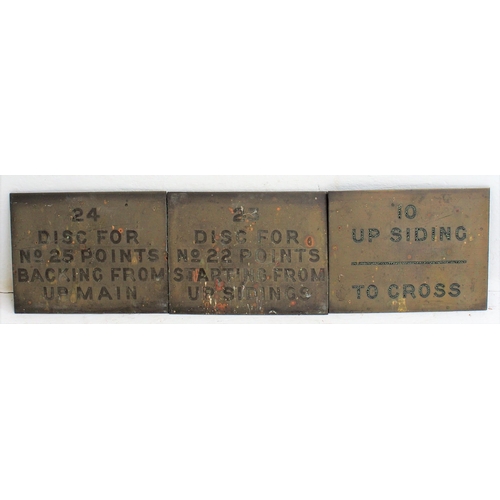 24
DISC FOR
Nº 25 POINTS
BACKING FROM
UP MAIN
23
DISC FOR
Nº 22 POINTS
STARTING FROM
UP SIDINGS
10
UP SIDING
TO CROSS